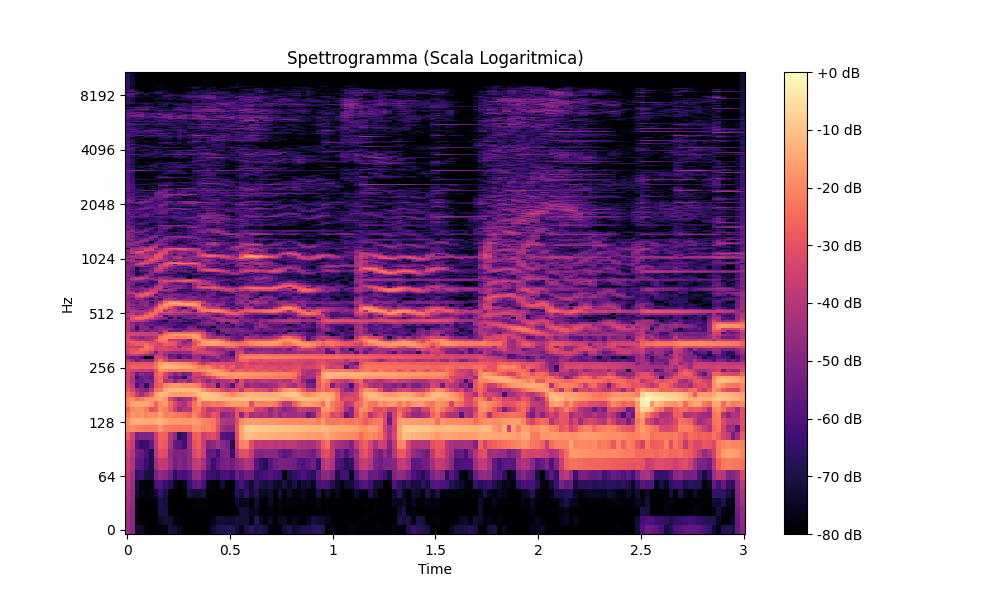 Spettrogramma (Scala Logaritmica)
Hz
8192
4096
2048
1024
512
256
128
64
0
0
0.5
1
1.5
2
2.5
3
Time
+0 dB
-10 dB
-20 dB
-30 dB
-40 dB
-50 dB
-60 dB
-70 dB
-80 dB